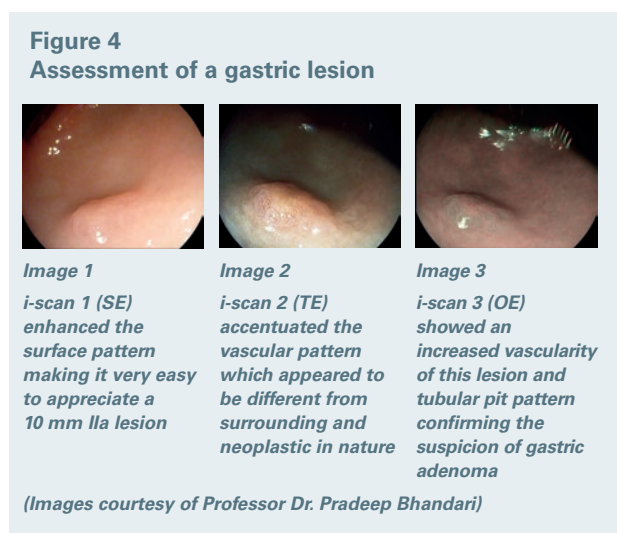 Figure 4
Assessment of a gastric lesion
Image 1
i-scan 1 (SE)
enhanced the
surface pattern
making it very easy
to appreciate a
10 mm lla lesion
Image 2
i-scan 2 (TE)
accentuated the
vascular pattern
which appeared to
be different from
surrounding and
neoplastic in nature
Image 3
i-scan 3 (OE)
showed an
increased vascularity
of this lesion and
tubular pit pattern
confirming the
suspicion of gastric
adenoma
(Images courtesy of Professor Dr. Pradeep Bhandari)